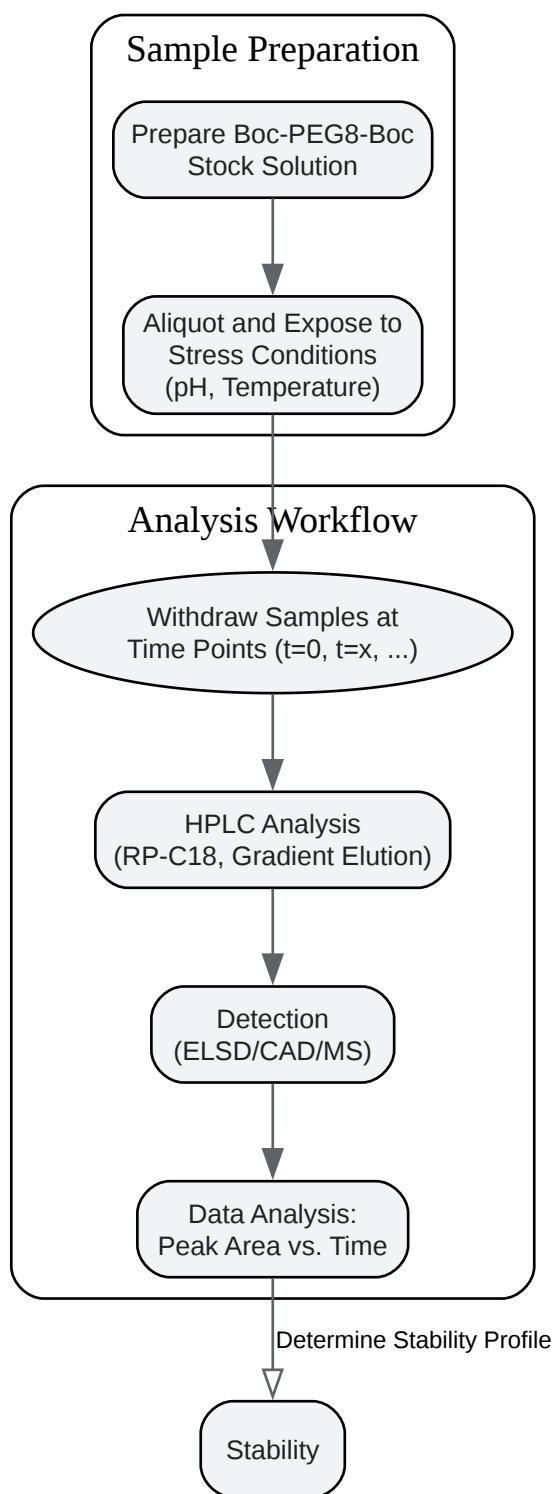 Sample Preparation
Prepare Boc-PEG8-Boc
Stock Solution
Aliquot and Expose to
Stress Conditions
(pH, Temperature)
Analysis Workflow
Withdraw Samples at
Time Points (t=0, t=x, ...)
HPLC Analysis
(RP-C18, Gradient Elution)
Detection
(ELSD/CAD/MS)
Data Analysis:
Peak Area vs. Time
Determine Stability Profile
Stability